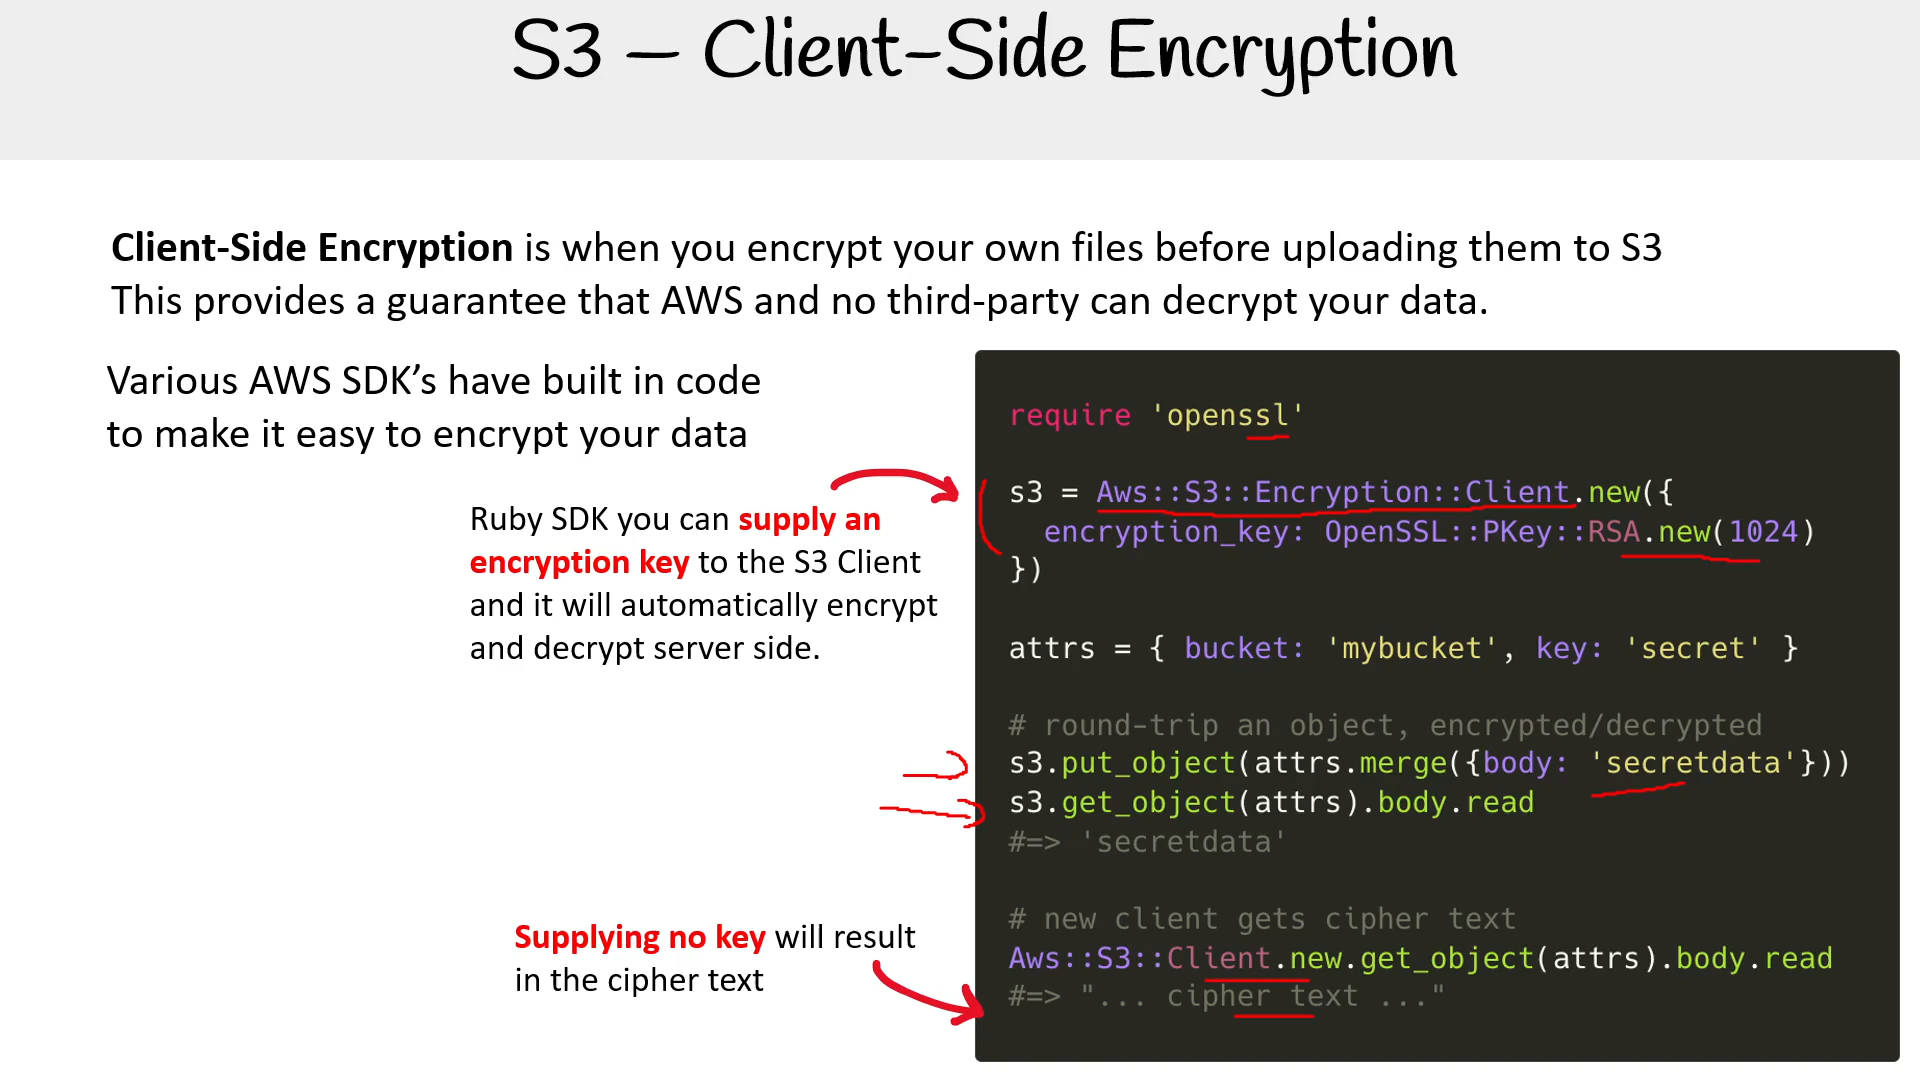 S3 – Client-Side Encryption
Client-Side Encryption is when you encrypt your own files before uploading them to S3
This provides a guarantee that AWS and no third-party can decrypt your data.
Various AWS SDK's have built in code
to make it easy to encrypt your data
Ruby SDK you can supply an
encryption key to the S3 Client
and it will automatically encrypt
and decrypt server side.
Supplying no key will result
in the cipher text
require 'openssl'
s3 = Aws::S3::Encryption::Client.new({
  encryption_key: OpenSSL::PKey::RSA.new(1024)
})
attrs = { bucket: 'mybucket', key: 'secret' }
# round-trip an object, encrypted/decrypted
s3.put_object(attrs.merge({body: 'secretdata'}))
s3.get_object(attrs).body.read
#=> 'secretdata'
# new client gets cipher text
Aws::S3::Client.new.get_object(attrs).body.read
#=> "... cipher text ..."